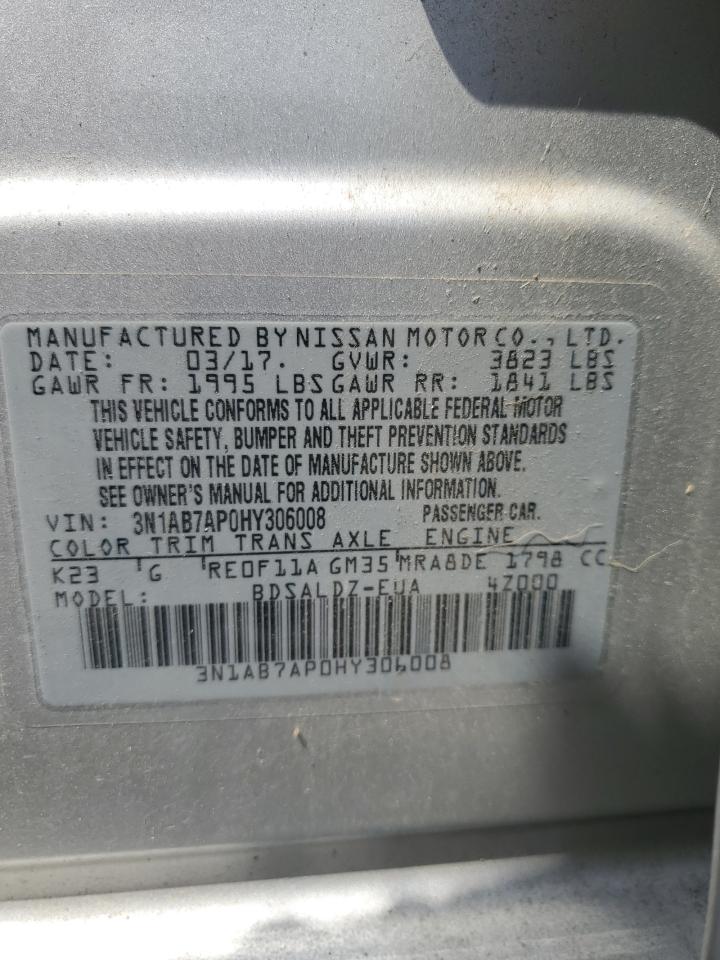 MANUFACTURED BY NISSAN MOTOR CO., LTD.
DATE: 03/17. GVWR: 3823 LBS
GAWR FR: 1995 LBS GAWR RR: 1841 LBS
THIS VEHICLE CONFORMS TO ALL APPLICABLE FEDERAL MOTOR
VEHICLE SAFETY, BUMPER AND THEFT PREVENTION STANDARDS
IN EFFECT ON THE DATE OF MANUFACTURE SHOWN ABOVE.
SEE OWNER'S MANUAL FOR ADDITIONAL INFORMATION.
VIN: 3N1AB7AP0HY306008 PASSENGER CAR.
COLOR TRIM TRANS AXLE ENGINE
K23 G RE0F11A GM35 MRA8DE 1798 CC
MODEL: BDSALDZ-EUA 4Z000
3N1AB7AP0HY306008